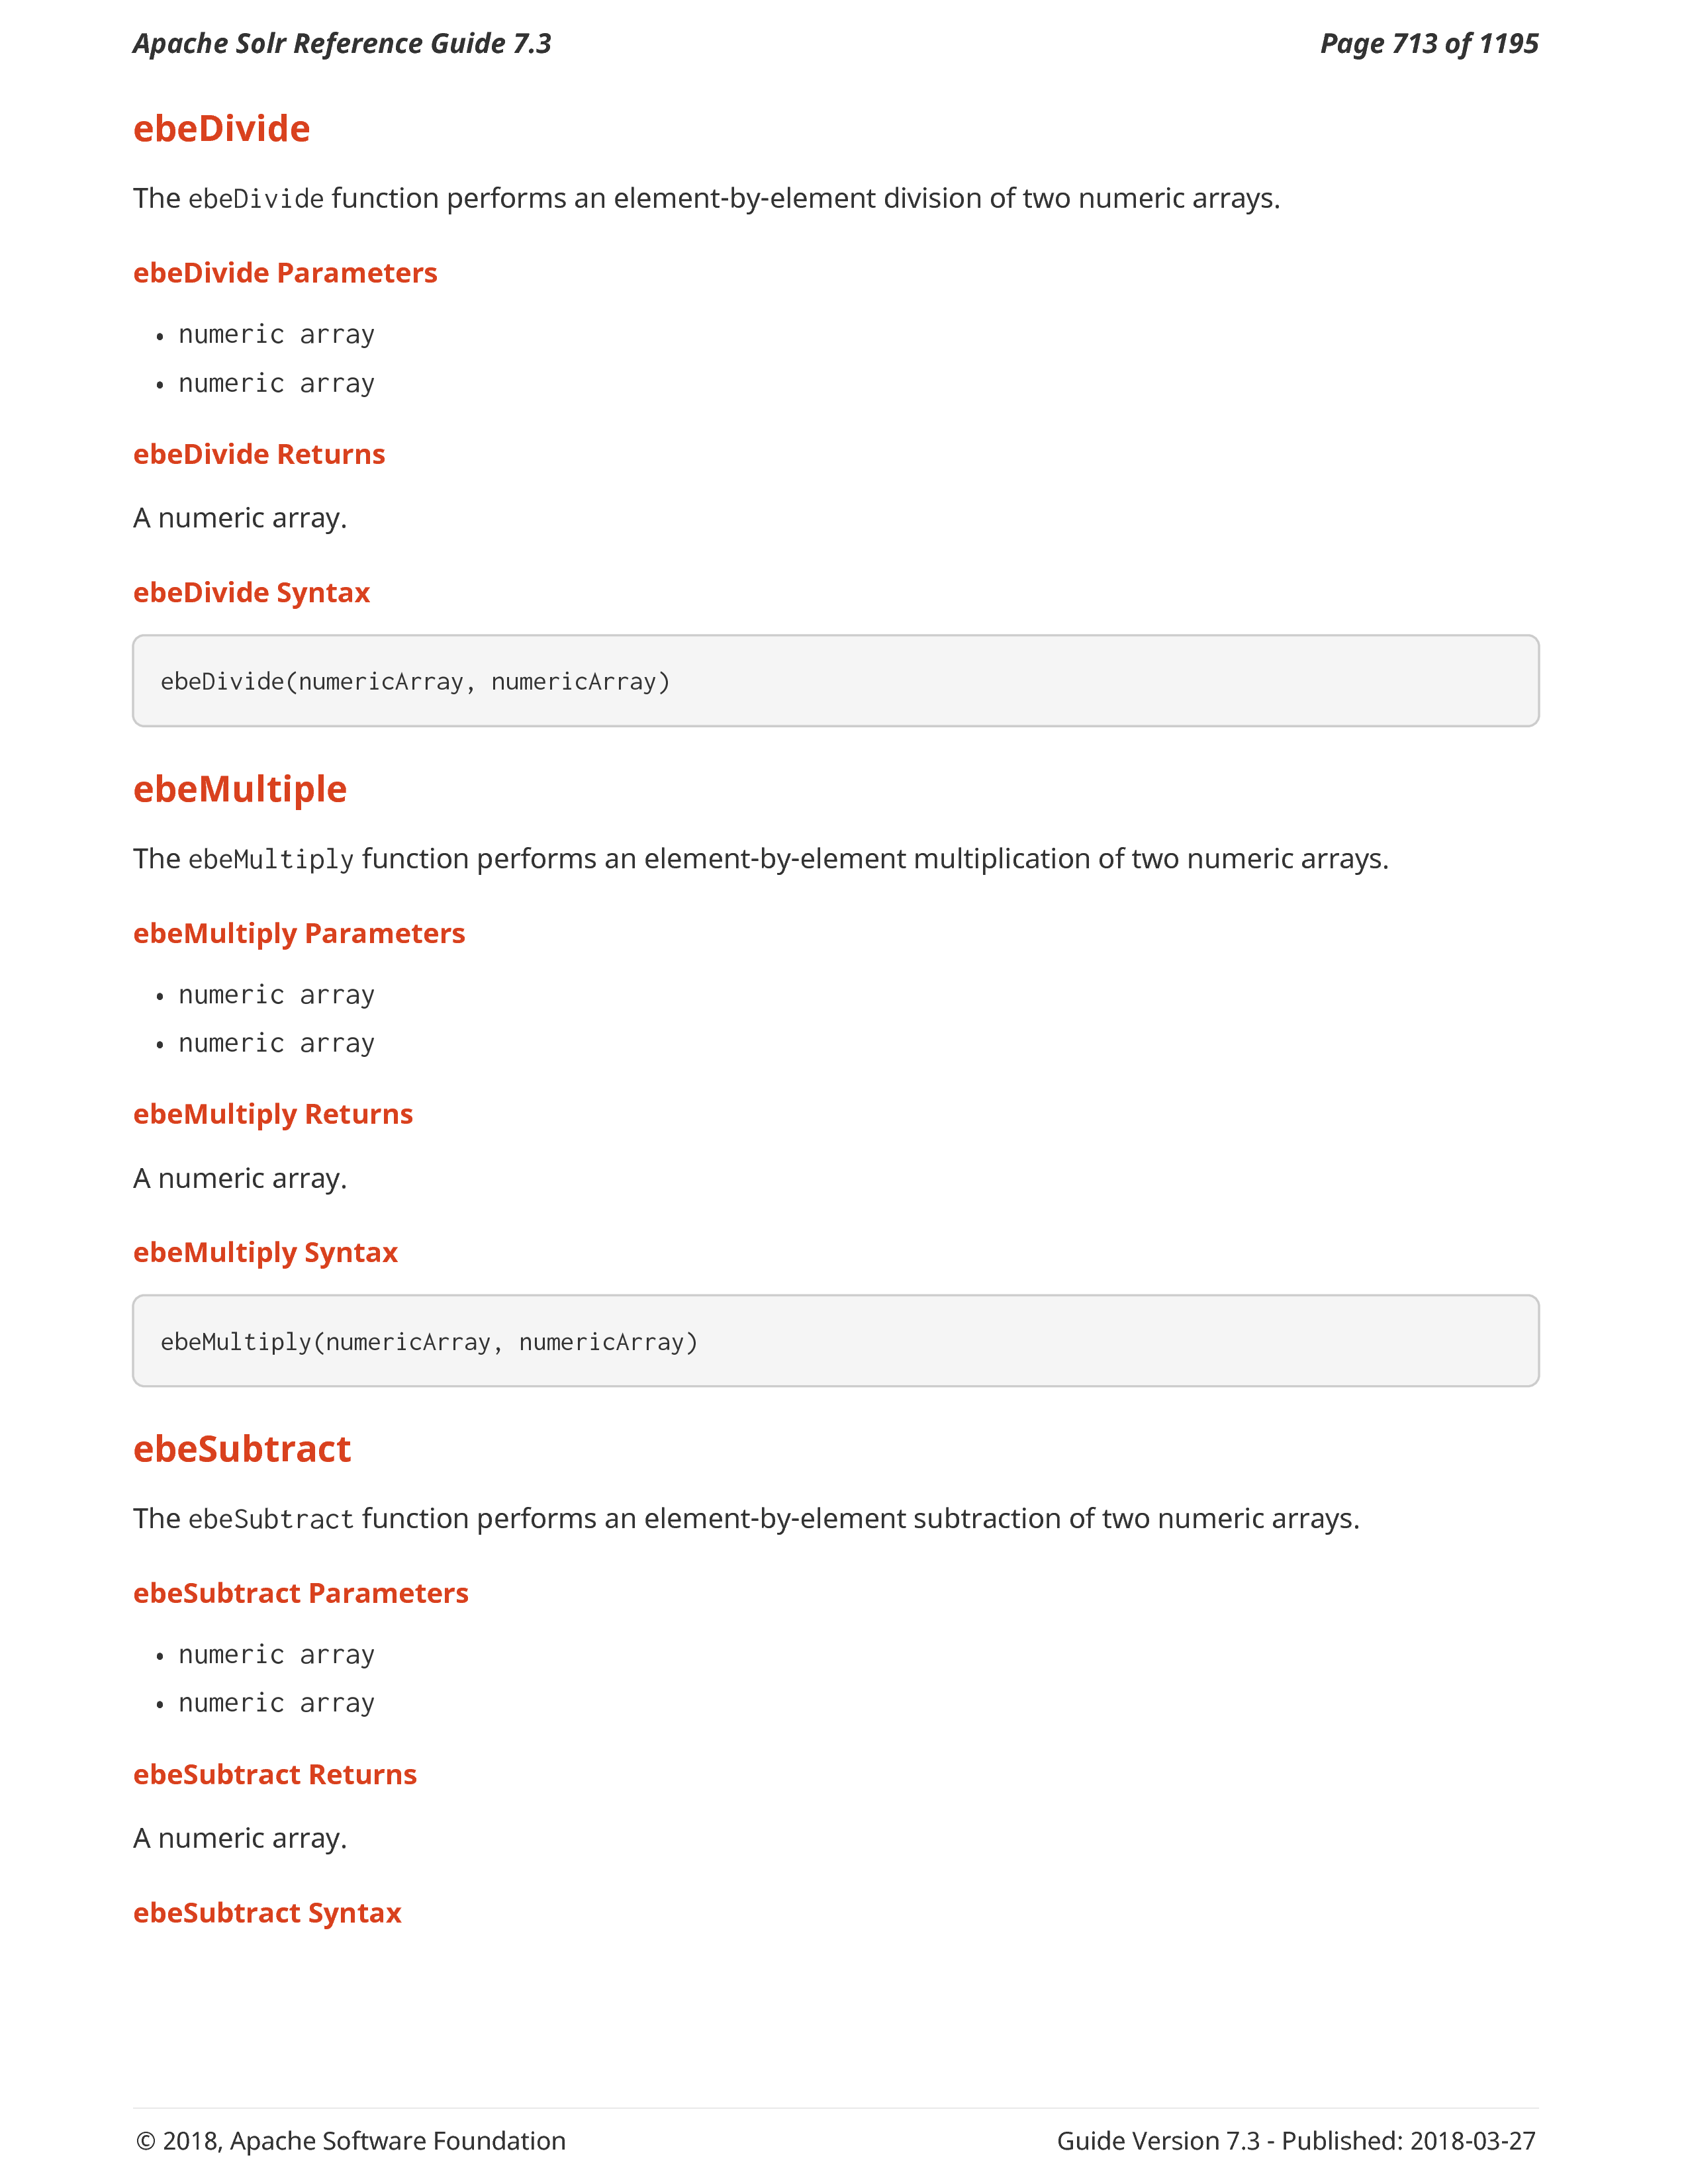 Apache Solr Reference Guide 7.3 Page 713 of 1195
ebeDivide
The ebeDivide function performs an element-by-element division of two numeric arrays.
ebeDivide Parameters
• numeric array
• numeric array
ebeDivide Returns
A numeric array.
ebeDivide Syntax
ebeDivide(numericArray, numericArray)
ebeMultiple
The ebeMultiply function performs an element-by-element multiplication of two numeric arrays.
ebeMultiply Parameters
• numeric array
• numeric array
ebeMultiply Returns
A numeric array.
ebeMultiply Syntax
ebeMultiply(numericArray, numericArray)
ebeSubtract
The ebeSubtract function performs an element-by-element subtraction of two numeric arrays.
ebeSubtract Parameters
• numeric array
• numeric array
ebeSubtract Returns
A numeric array.
ebeSubtract Syntax
© 2018, Apache Software Foundation Guide Version 7.3 - Published: 2018-03-27